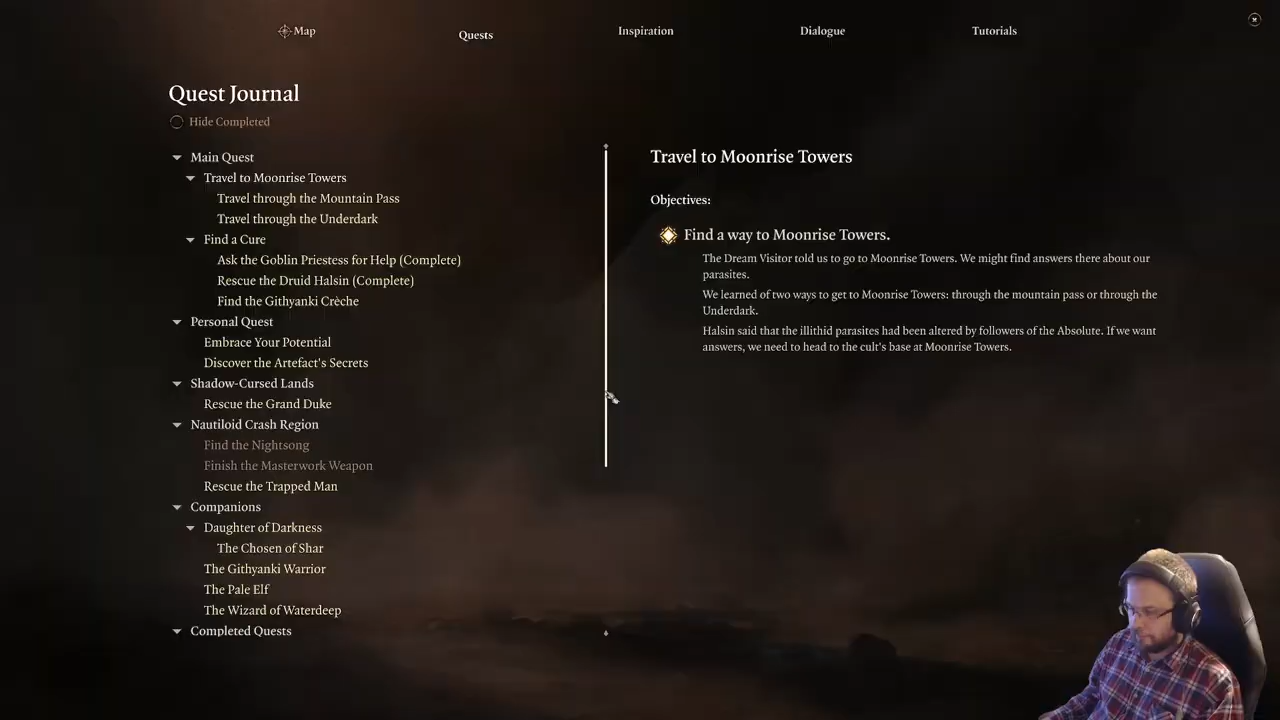 Map
Quests
Inspiration
Dialogue
Tutorials
Quest Journal
Hide Completed
Main Quest
Travel to Moonrise Towers
Travel through the Mountain Pass
Travel through the Underdark
Find a Cure
Ask the Goblin Priestess for Help (Complete)
Rescue the Druid Halsin (Complete)
Find the Githyanki Crèche
Personal Quest
Embrace Your Potential
Discover the Artefact's Secrets
Shadow-Cursed Lands
Rescue the Grand Duke
Nautiloid Crash Region
Find the Nightsong
Finish the Masterwork Weapon
Rescue the Trapped Man
Companions
Daughter of Darkness
The Chosen of Shar
The Githyanki Warrior
The Pale Elf
The Wizard of Waterdeep
Completed Quests
Travel to Moonrise Towers
Objectives:
Find a way to Moonrise Towers.
The Dream Visitor told us to go to Moonrise Towers. We might find answers there about our
parasites.
We learned of two ways to get to Moonrise Towers: through the mountain pass or through the
Underdark.
Halsin said that the illithid parasites had been altered by followers of the Absolute. If we want
answers, we need to head to the cult's base at Moonrise Towers.